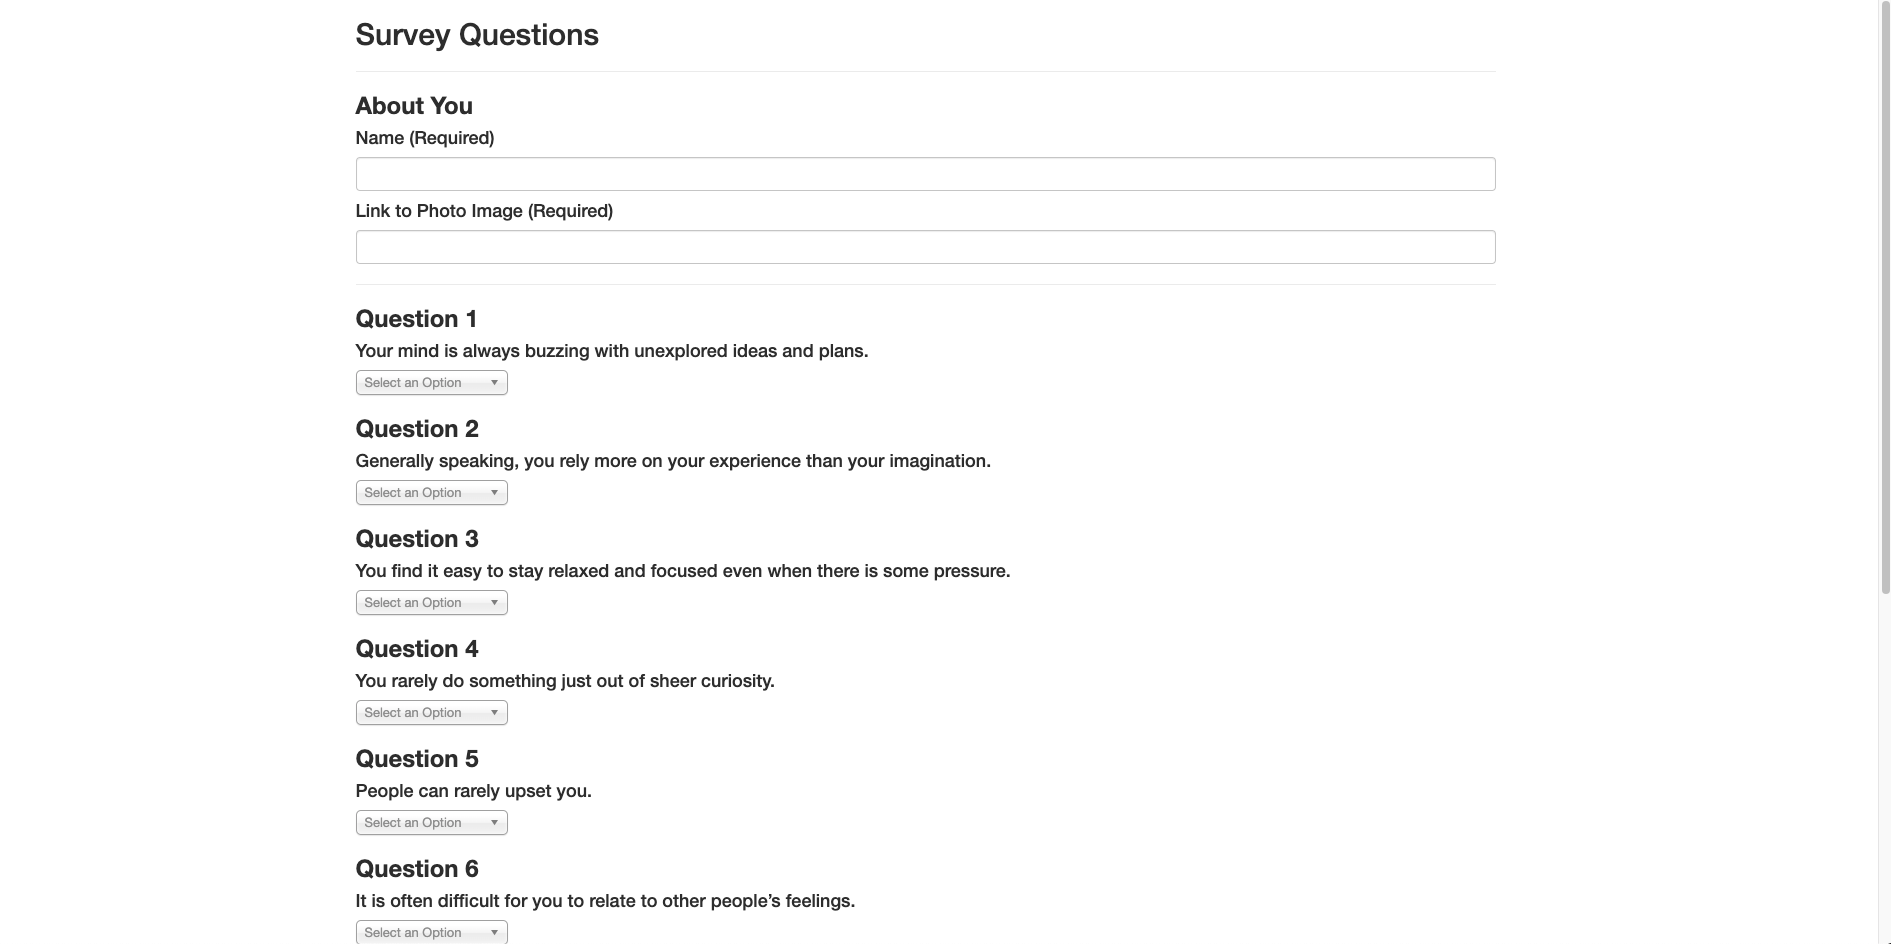 Survey Questions
About You
Name (Required)
Link to Photo Image (Required)
Question 1
Your mind is always buzzing with unexplored ideas and plans.
Select an Option
Question 2
Generally speaking, you rely more on your experience than your imagination.
Select an Option
Question 3
You find it easy to stay relaxed and focused even when there is some pressure.
Select an Option
Question 4
You rarely do something just out of sheer curiosity.
Select an Option
Question 5
People can rarely upset you.
Select an Option
Question 6
It is often difficult for you to relate to other people’s feelings.
Select an Option